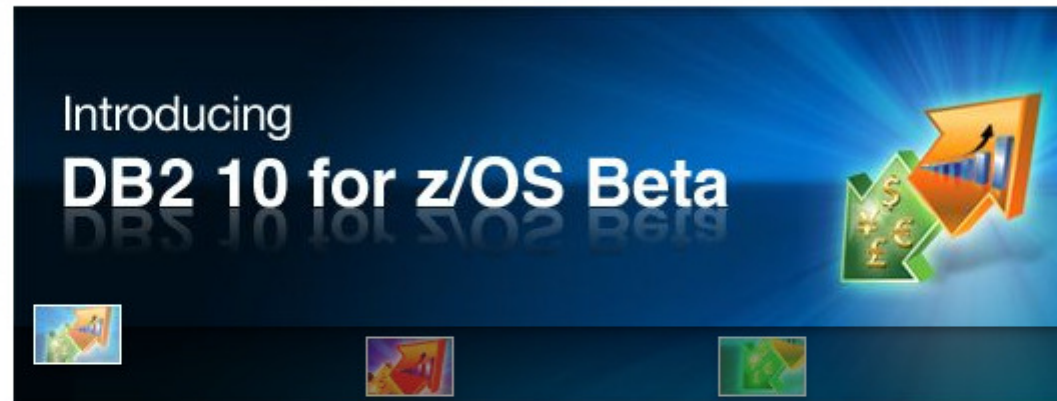 Introducing
DB2 10 for z/OS Beta
$
¥ €
£